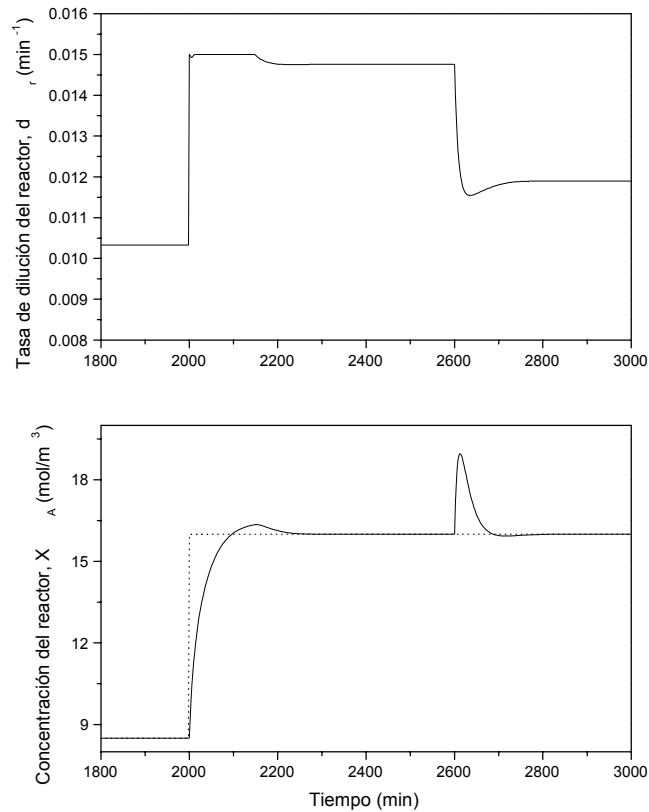 Tasa de dilución del reactor, d r (min -1)
0.016
0.015
0.014
0.013
0.012
0.011
0.010
0.009
0.008
1800 2000 2200 2400 2600 2800 3000
Concentración del reactor, X A (mol/m 3)
18
15
12
9
1800 2000 2200 2400 2600 2800 3000
Tiempo (min)